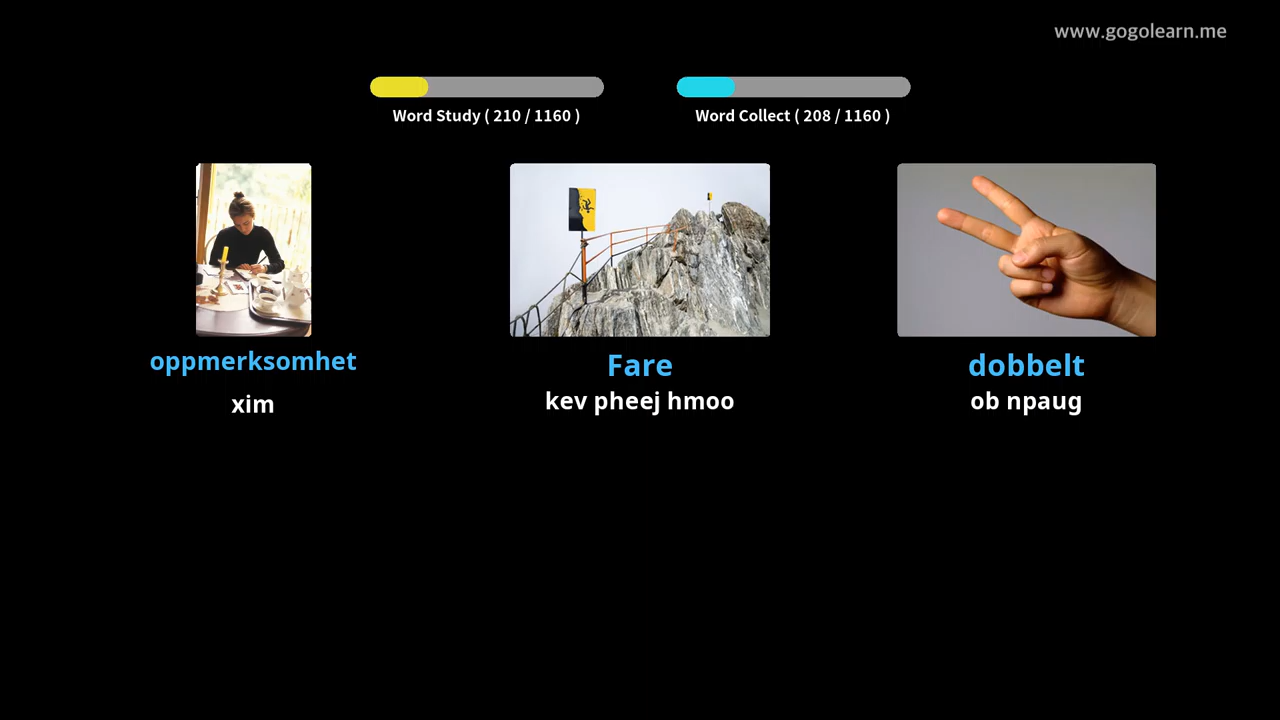 www.gogolearn.me
Word Study ( 210 / 1160 )
Word Collect ( 208 / 1160 )
oppmerksomhet
xim
Fare
kev pheej hmoo
dobbelt
ob npaug